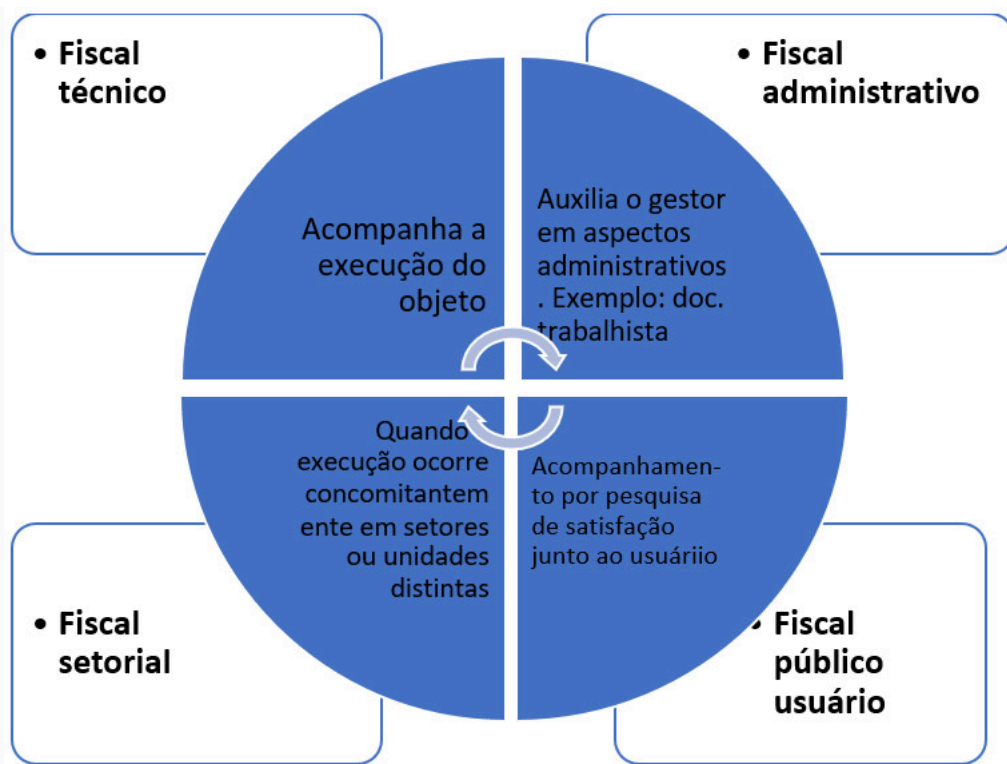 • Fiscal
técnico
• Fiscal
administrativo
Acompanha a
execução do
objeto
Auxilia o gestor
em aspectos
administrativos
. Exemplo: doc.
trabalhista
Quando
execução ocorre
concomitantem
ente em setores
ou unidades
distintas
Acompanhamen-
to por pesquisa
de satisfação
junto ao usuáriio
• Fiscal
setorial
• Fiscal
público
usuário